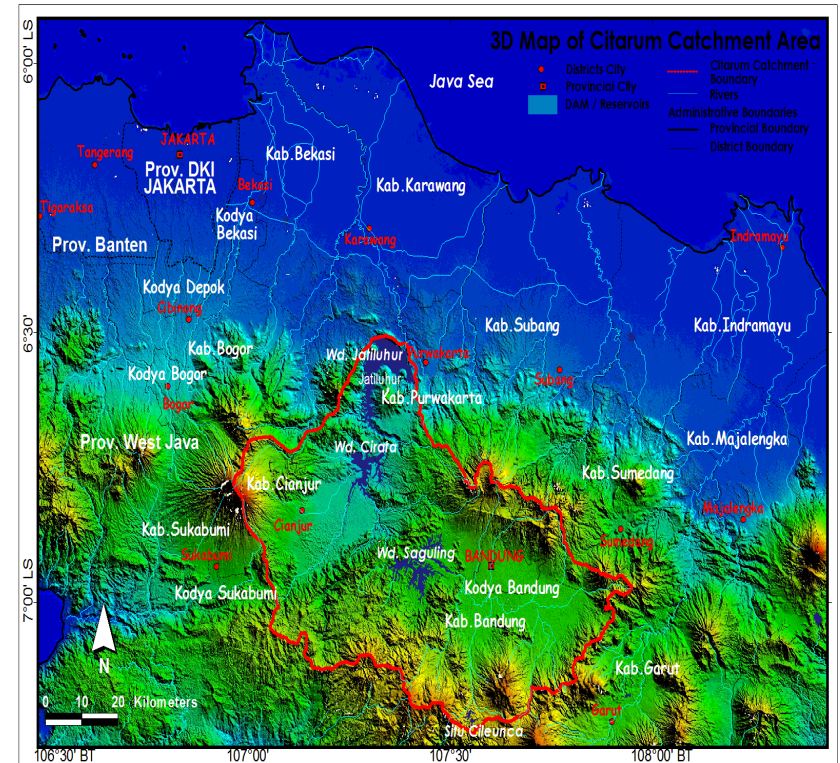 3D Map of Citarum Catchment Area
Districts City
Provincial City
DAM / Reservoirs
Citarum Catchment
Boundary
Rivers
Administrative Boundaries
Provincial Boundary
District Boundary
6°00' LS
6°30'
7°00' LS
Java Sea
JAKARTA
Tangerang
Prov. DKI
JAKARTA
Kab.Bekasi
Bekasi
Kab.Karawang
Tigaraksa
Kodya
Bekasi
Prov. Banten
Karawang
Indramayu
Kodya Depok
Cibinong
Kab.Subang
Kab.Indramayu
Kab.Bogor
Wd. Jatiluhur
Purwakarta
Jatiluhur
Kodya Bogor
Subang
Bogor
Kab.Purwakarta
Prov. West Java
Wd. Cirata
Kab.Majalengka
Kab.Cianjur
Kab.Sumedang
Majalengka
Kab.Sukabumi
Cianjur
Sumedang
Sukabumi
Wd. Saguling
BANDUNG
Kodya Sukabumi
Kodya Bandung
Kab.Bandung
N
Kab.Garut
0 10 20 Kilometers
Garut
Situ Cileunca
106°30' BT
107°00'
107°30'
108°00' BT